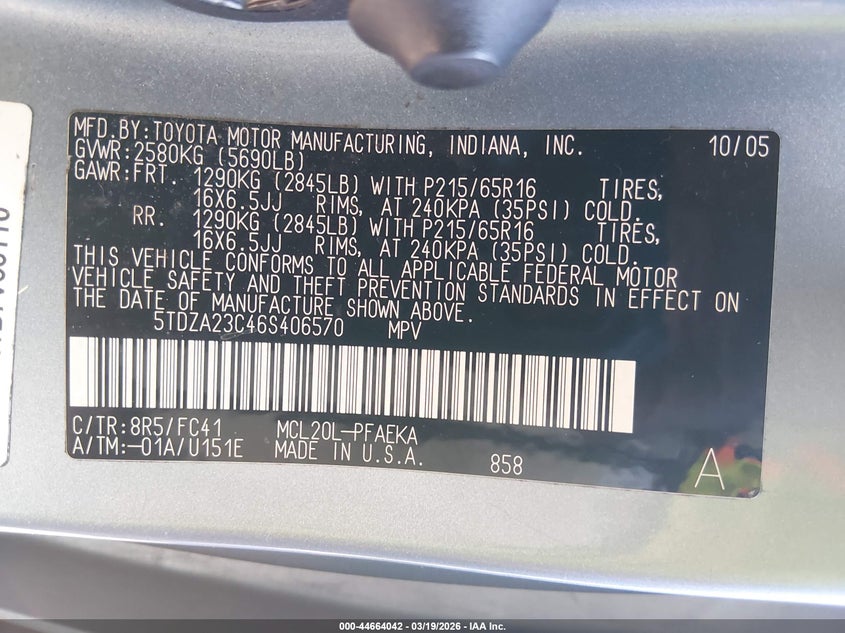 MFD.BY:TOYOTA MOTOR MANUFACTURING, INDIANA, INC. 10/05
GVWR:2580KG (5690LB)
GAWR:FRT 1290KG (2845LB) WITH P215/65R16 TIRES,
16X6.5JJ RIMS, AT 240KPA (35PSI) COLD.
RR. 1290KG (2845LB) WITH P215/65R16 TIRES,
16X6.5JJ RIMS, AT 240KPA (35PSI) COLD.
THIS VEHICLE CONFORMS TO ALL APPLICABLE FEDERAL MOTOR
VEHICLE SAFETY AND THEFT PREVENTION STANDARDS IN EFFECT ON
THE DATE OF MANUFACTURE SHOWN ABOVE.
5TDZA23C46S406570 MPV
C/TR:8R5/FC41 MCL20L-PFAEKA
A/TM:-01A/U151E MADE IN U.S.A. 858 A
000-44664042 — 03/19/2026 — IAA Inc.